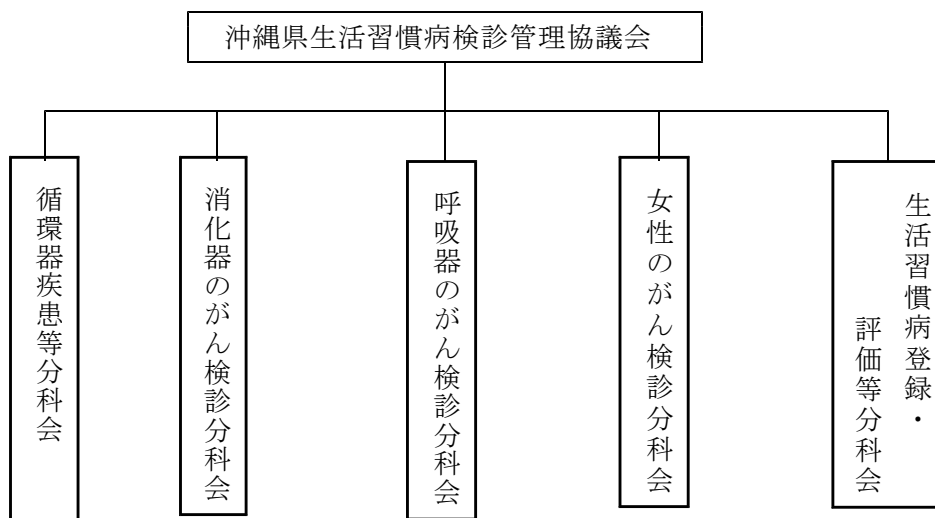 沖縄県生活習慣病検診管理協議会
循環器疾患等分科会
消化器のがん検診分科会
呼吸器のがん検診分科会
女性のがん検診分科会
生活習慣病登録・
評価等分科会